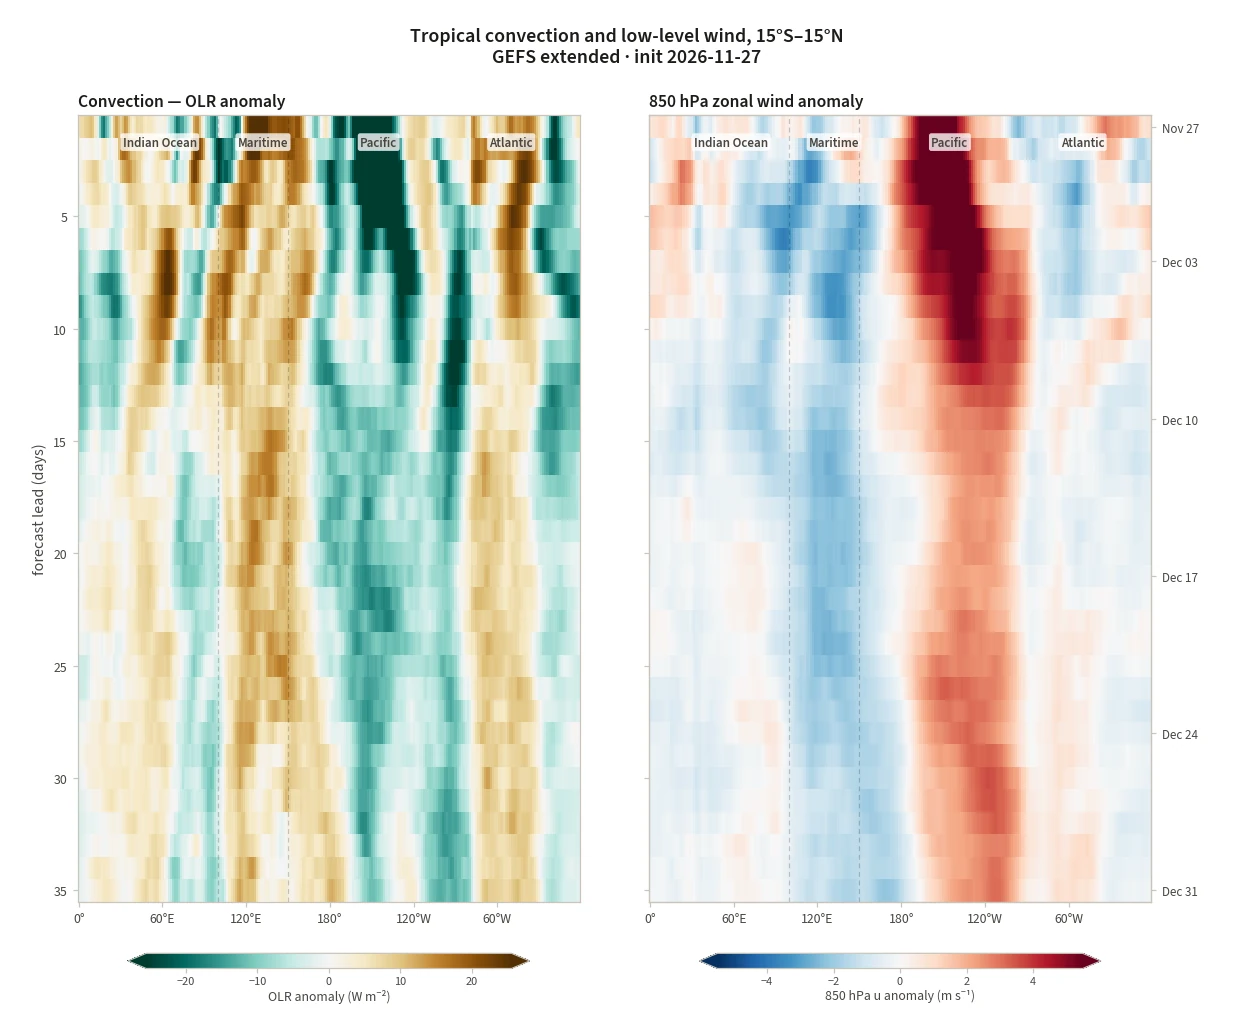 Tropical convection and low-level wind, 15°S–15°N
GEFS extended · init 2026-11-27
Convection — OLR anomaly
850 hPa zonal wind anomaly
Indian Ocean
Maritime
Pacific
Atlantic
Indian Ocean
Maritime
Pacific
Atlantic
forecast lead (days)
5
10
15
20
25
30
35
Nov 27
Dec 03
Dec 10
Dec 17
Dec 24
Dec 31
0° 60°E 120°E 180° 120°W 60°W
0° 60°E 120°E 180° 120°W 60°W
−20 −10 0 10 20
OLR anomaly (W m⁻²)
−4 −2 0 2 4
850 hPa u anomaly (m s⁻¹)